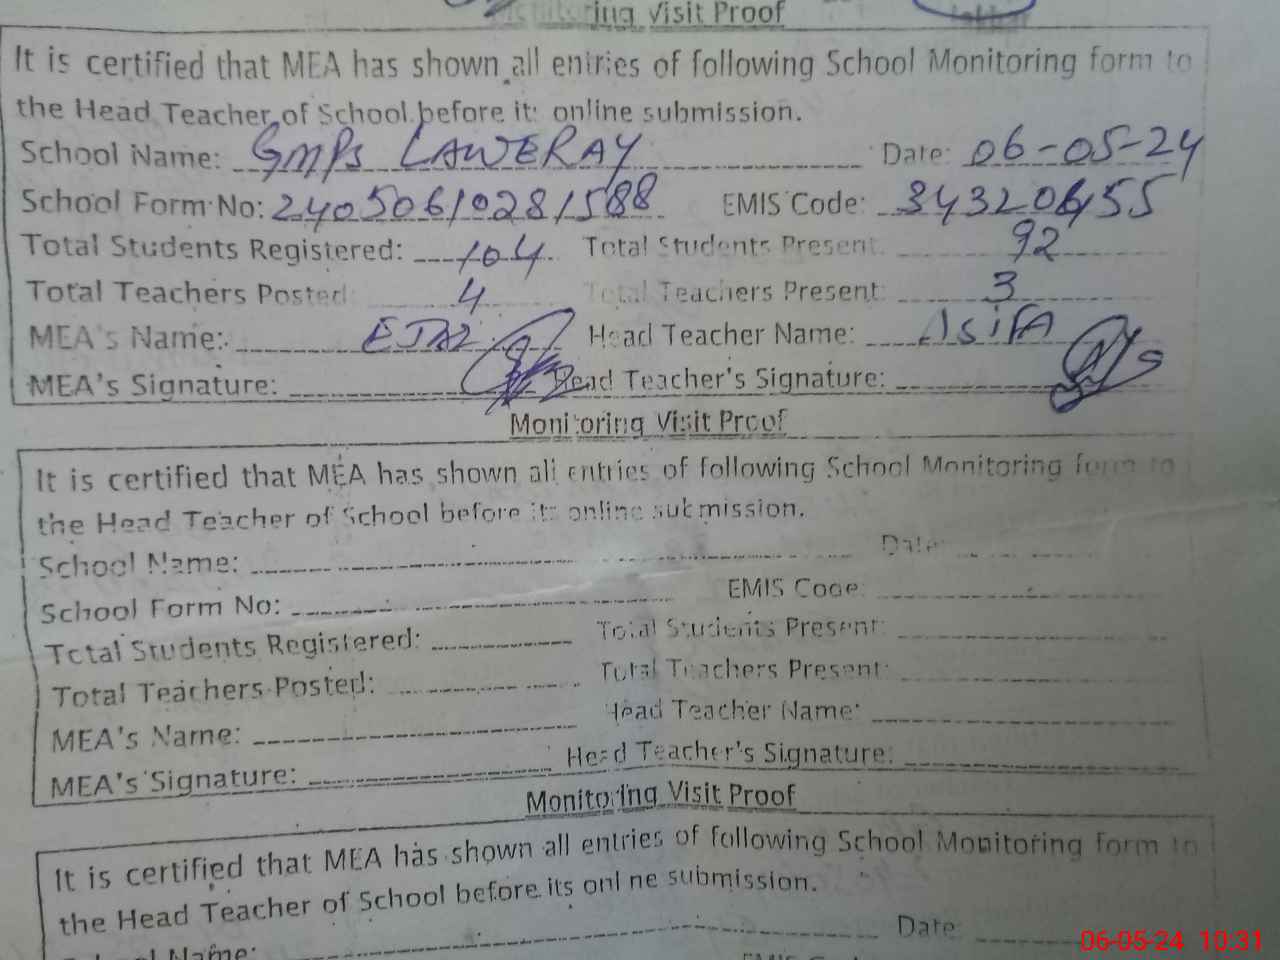 Monitoring Visit Proof
It is certified that MEA has shown all entries of following School Monitoring form to
the Head Teacher of School before its online submission.
School Name: GMPS LAWERAY Date: 06-05-24
School Form No: 24050610281588 EMIS Code:
Total Students Registered: 104 Total Students Present: 92
Total Teachers Posted: 4 Total Teachers Present: 3
MEA's Name: EJAZ Head Teacher Name: Asifa
MEA's Signature: Head Teacher's Signature:
Monitoring Visit Proof
It is certified that MEA has shown all entries of following School Monitoring form to
the Head Teacher of School before its online submission.
School Name: Date:
School Form No: EMIS Code:
Total Students Registered: Total Students Present:
Total Teachers Posted: Total Teachers Present:
MEA's Name: Head Teacher Name:
MEA's Signature: Head Teacher's Signature:
Monitoring Visit Proof
It is certified that MEA has shown all entries of following School Monitoring form to
the Head Teacher of School before its online submission.
School Name: Date
06-05-24 10:31